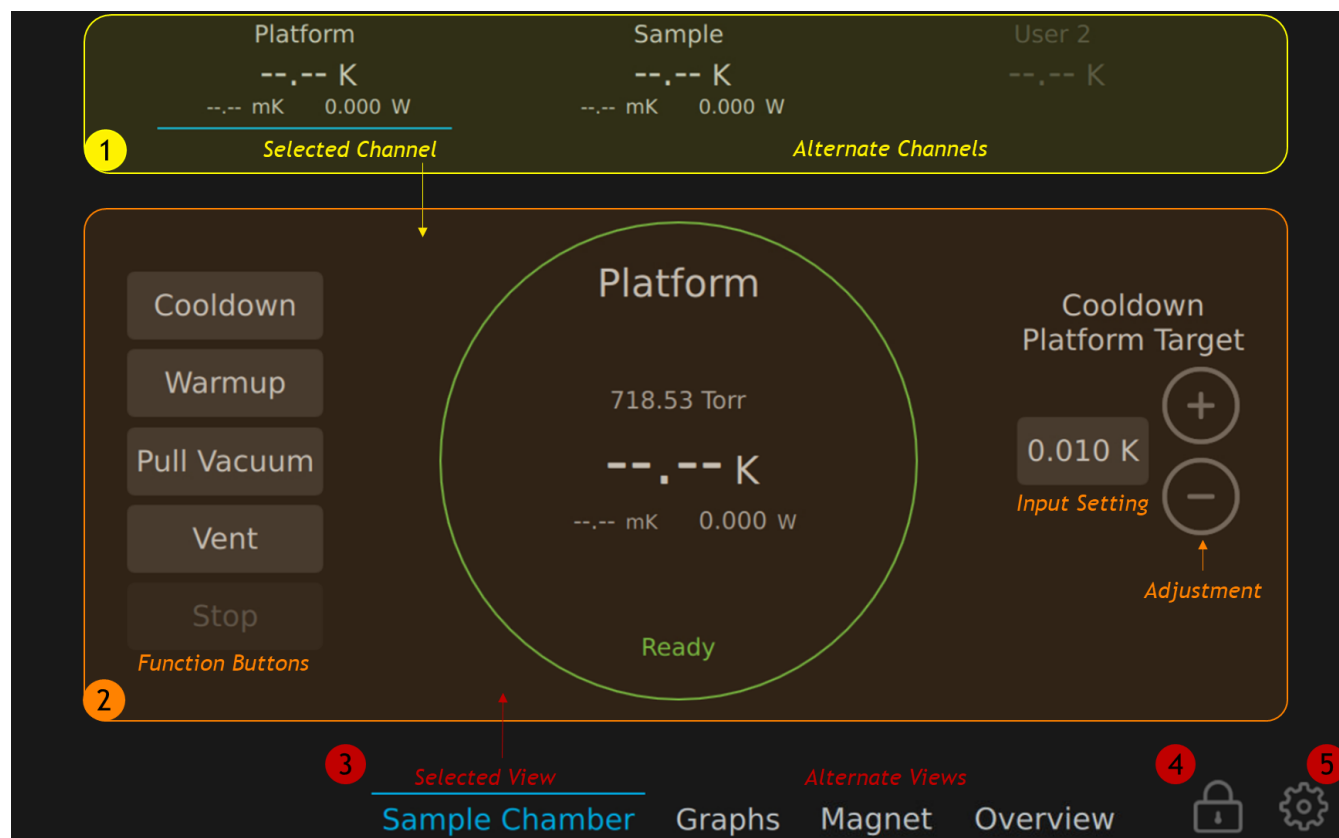 Platform
--.-- K
--.-- mK 0.000 W
Sample
--.-- K
--.-- mK 0.000 W
User 2
--.-- K
1
Selected Channel
Alternate Channels
Cooldown
Warmup
Pull Vacuum
Vent
Stop
Function Buttons
2
Platform
718.53 Torr
--.-- K
--.-- mK 0.000 W
Ready
Cooldown
Platform Target
+
0.010 K
−
Input Setting
Adjustment
3
Selected View
Alternate Views
4
5
Sample Chamber Graphs Magnet Overview